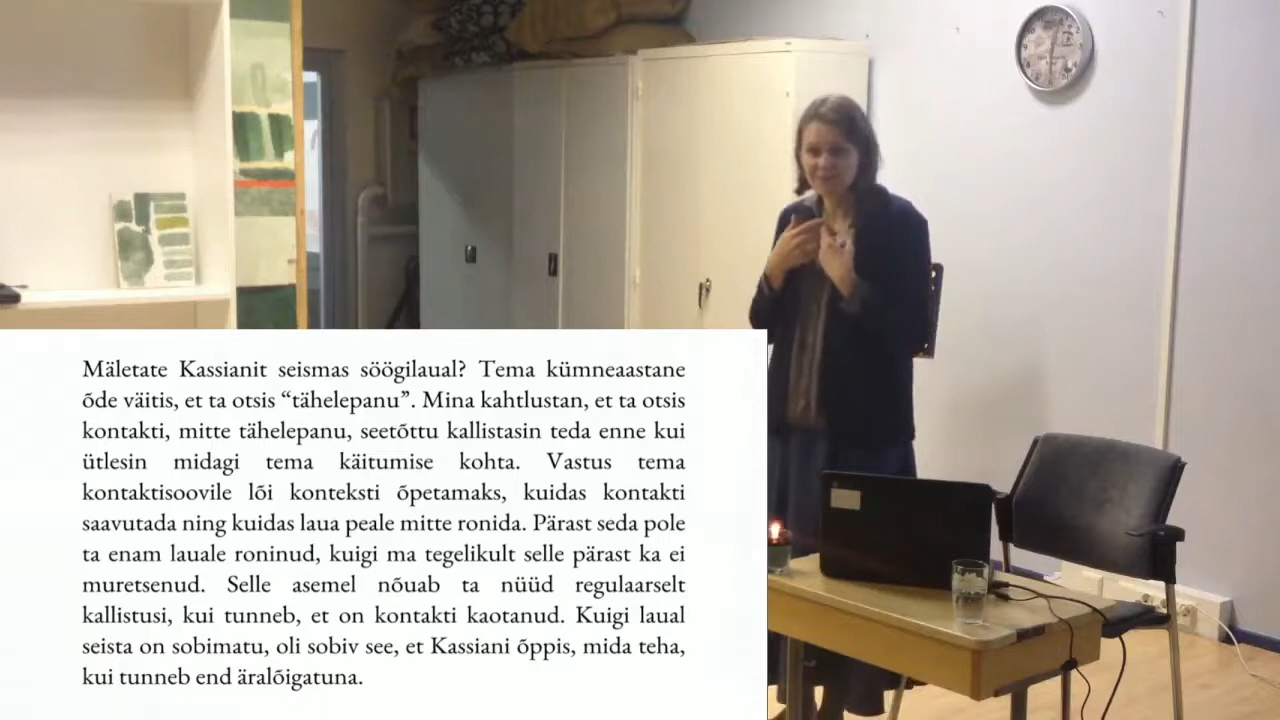 Mäletate Kassianit seismas söögilaual? Tema kümneaastane
õde väitis, et ta otsis “tähelepanu”. Mina kahtlustan, et ta otsis
kontakti, mitte tähelepanu, seetõttu kallistasin teda enne kui
ütlesin midagi tema käitumise kohta. Vastus tema
kontaktisoovile lõi konteksti õpetamaks, kuidas kontakti
saavutada ning kuidas laua peale mitte ronida. Pärast seda pole
ta enam lauale roninud, kuigi ma tegelikult selle pärast ka ei
muretsenud. Selle asemel nõuab ta nüüd regulaarselt
kallistusi, kui tunneb, et on kontakti kaotanud. Kuigi laual
seista on sobimatu, oli sobiv see, et Kassiani õppis, mida teha,
kui tunneb end äralõigatuna.